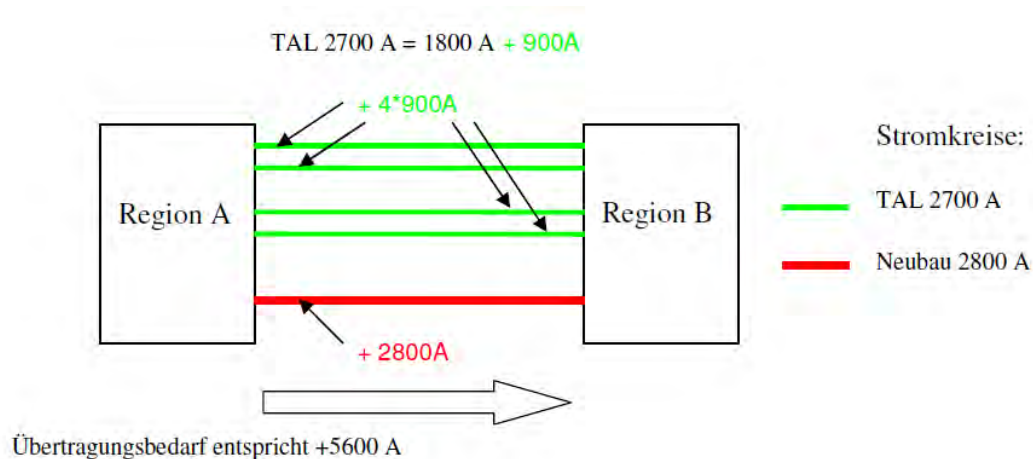 TAL 2700 A = 1800 A + 900A
+ 4*900A
Stromkreise:
Region A
Region B
TAL 2700 A
Neubau 2800 A
+ 2800A
Übertragungsbedarf entspricht +5600 A